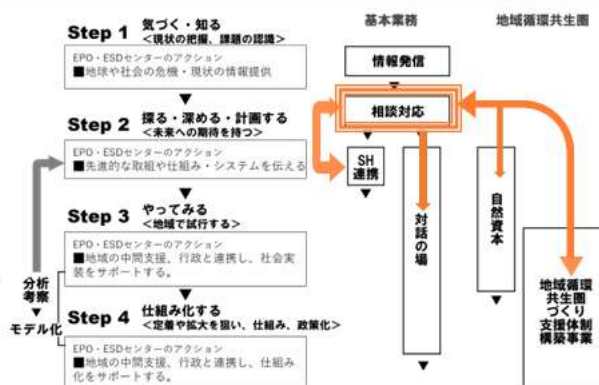 Step 1 気づく・知る
<現状の把握、課題の認識>
EPO・ESDセンターのアクション
■地球や社会の危機・現状の情報提供
Step 2 探る・深める・計画する
<未来への期待を持つ>
EPO・ESDセンターのアクション
■先進的な取組や仕組み・システムを伝える
Step 3 やってみる
<地域で試行する>
EPO・ESDセンターのアクション
■地域の中間支援、行政と連携し、社会実
装をサポートする。
Step 4 仕組み化する
<定着や拡大を狙い、仕組み、政策化>
EPO・ESDセンターのアクション
■地域の中間支援、行政と連携し、仕組み
化をサポートする。
分析
考察
モデル化
基本業務
情報発信
相談対応
SH
連携
対話の場
地域循環共生圏
自然資本
地域循環
共生圏
づくり
支援体制
構築事業